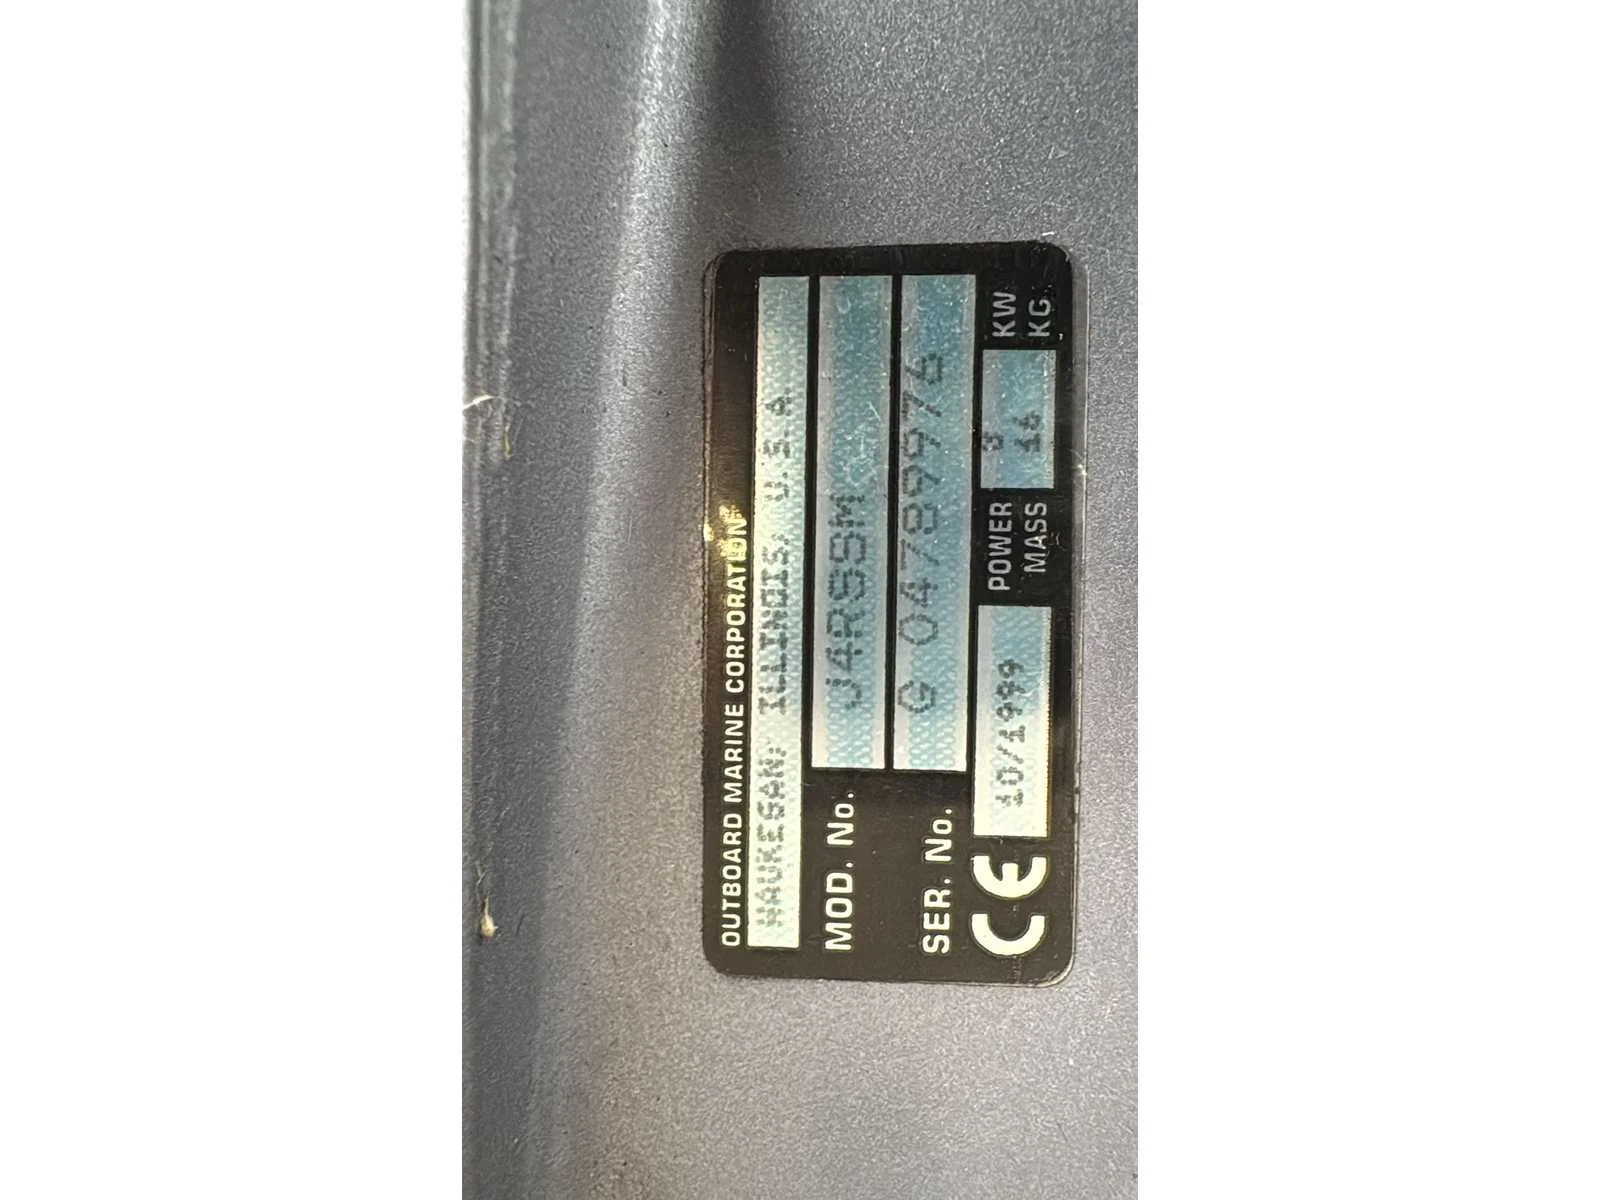 OUTBOARD MARINE CORPORATION
WAUKEGAN, ILLINOIS, U.S.A.
MOD. No. J4RSSM
SER. No. G 04789976
CE 10/1999 POWER 3 KW
MASS 16 KG